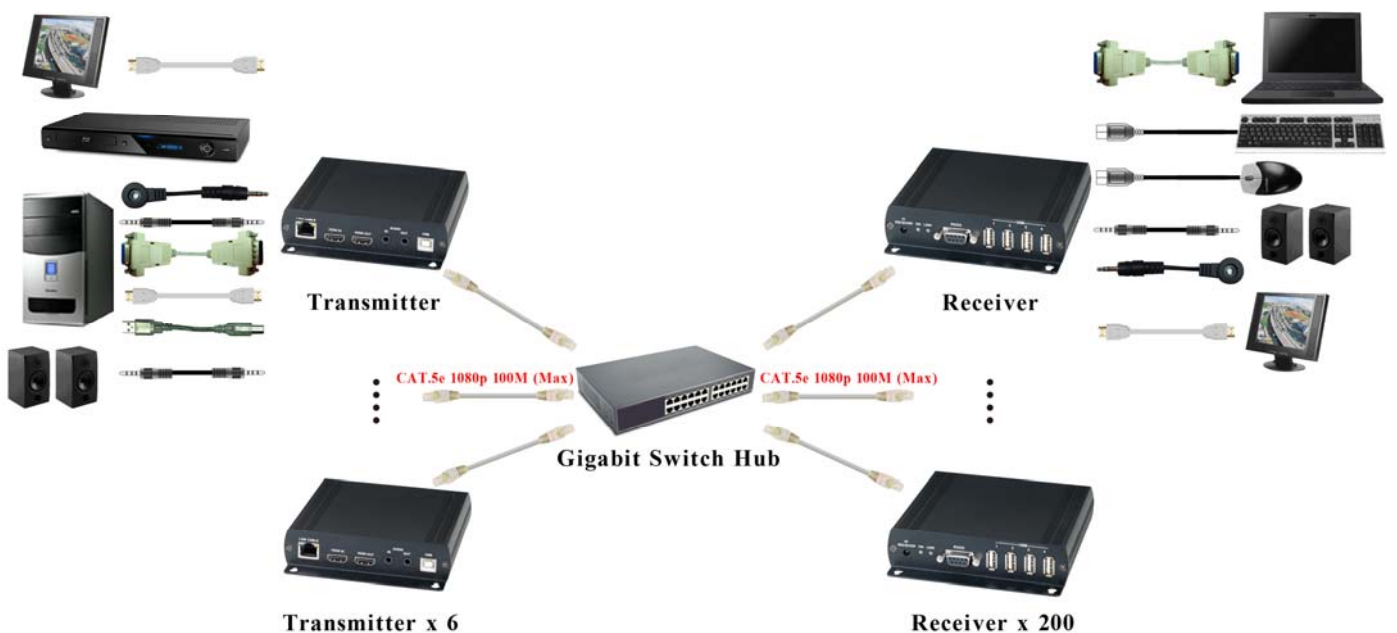 Transmitter
Receiver
CAT.5e 1080p 100M (Max)
CAT.5e 1080p 100M (Max)
Gigabit Switch Hub
Transmitter x 6
Receiver x 200